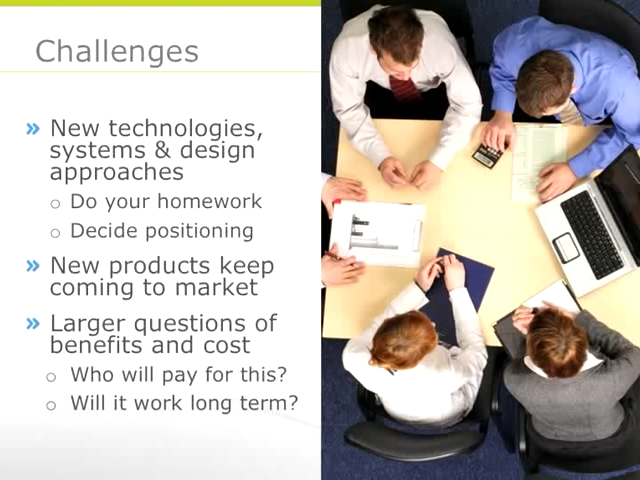 Challenges
» New technologies,
systems & design
approaches
o Do your homework
o Decide positioning
» New products keep
coming to market
» Larger questions of
benefits and cost
o Who will pay for this?
o Will it work long term?